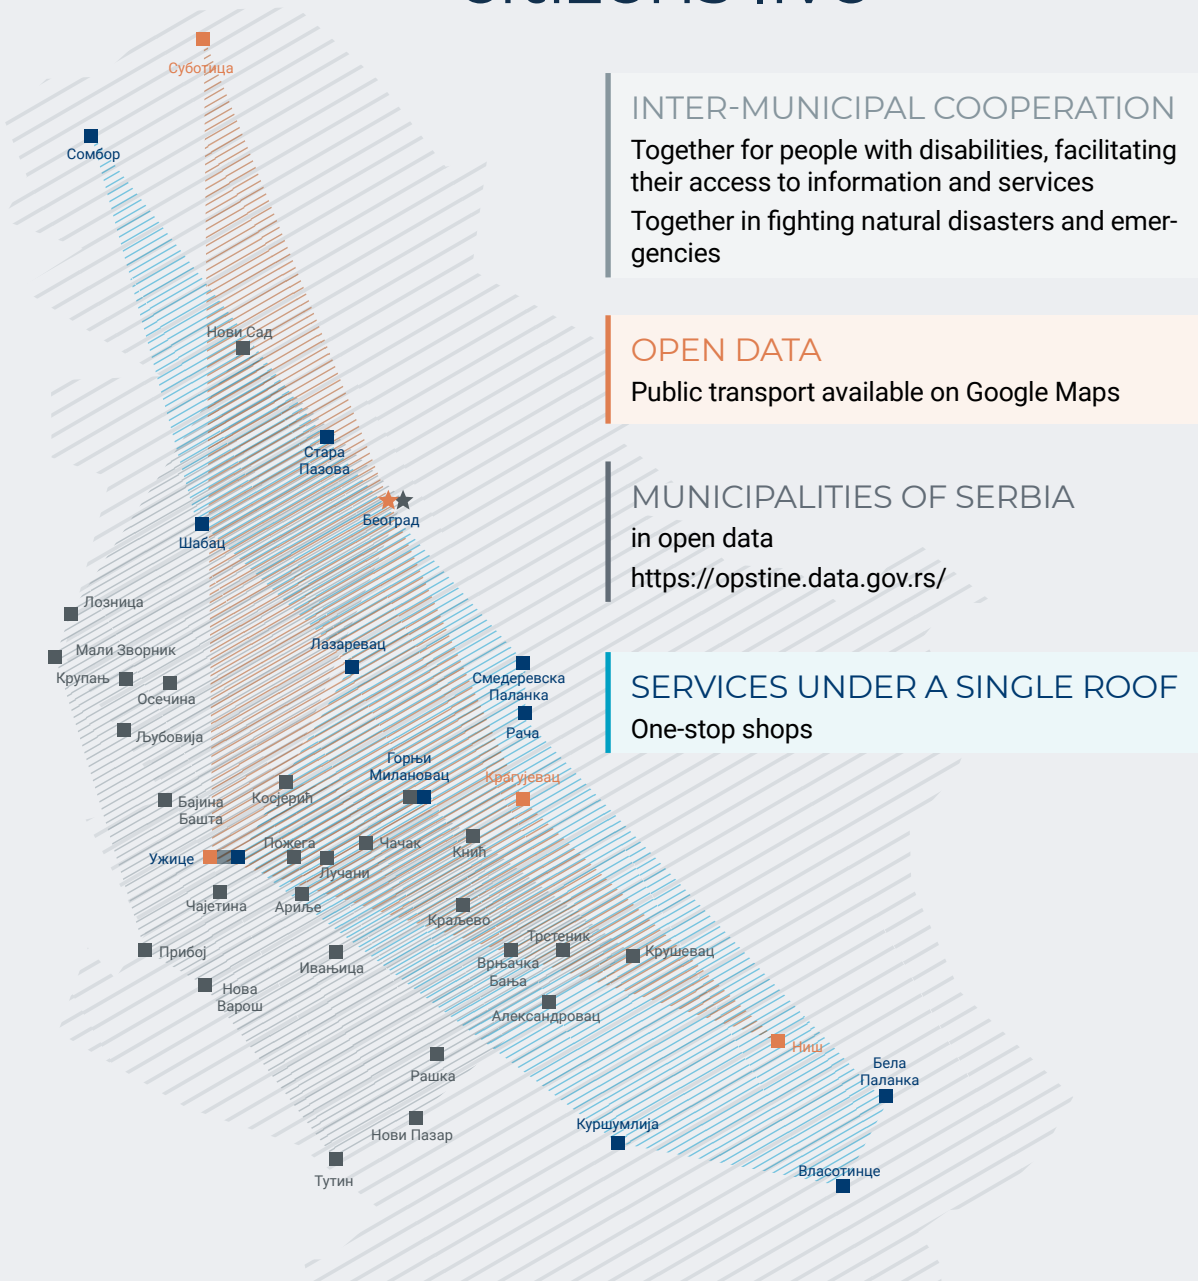 Суботица
Сомбор
Нови Сад
Стара
Пазова
Београд
Шабац
Лозница
Мали Зворник
Крупањ
Осечина
Љубовија
Лазаревац
Смедеревска
Паланка
Рача
Горњи
Милановац
Крагујевац
Косјерић
Бајина
Башта
Ужице
Пожега
Лучани
Чачак
Кнић
Чајетина
Ариље
Краљево
Трстеник
Крушевац
Врњачка
Бања
Прибој
Ивањица
Нова
Варош
Александровац
Ниш
Рашка
Бела
Паланка
Нови Пазар
Куршумлија
Тутин
Власотинце
INTER-MUNICIPAL COOPERATION
Together for people with disabilities, facilitating
their access to information and services
Together in fighting natural disasters and emer-
gencies
OPEN DATA
Public transport available on Google Maps
MUNICIPALITIES OF SERBIA
in open data
https://opstine.data.gov.rs/
SERVICES UNDER A SINGLE ROOF
One-stop shops